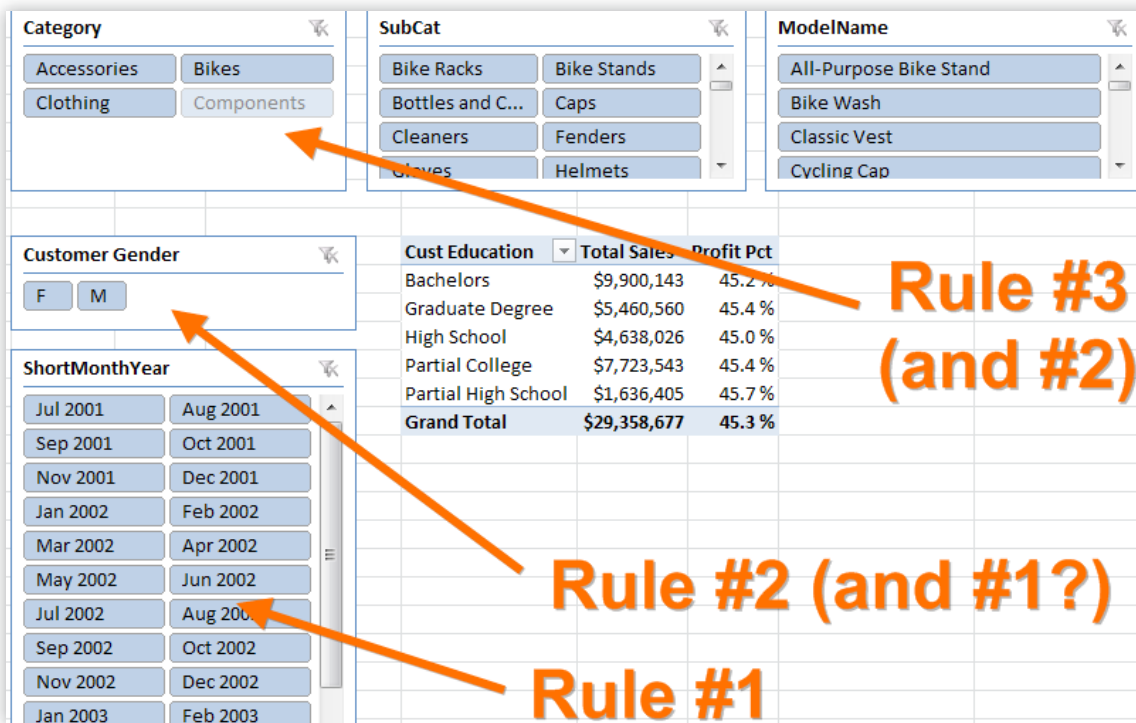 Category
Accessories Bikes
Clothing Components
SubCat
Bike Racks Bike Stands
Bottles and C... Caps
Cleaners Fenders
Gloves Helmets
ModelName
All-Purpose Bike Stand
Bike Wash
Classic Vest
Cycling Cap
Customer Gender
F M
ShortMonthYear
Jul 2001 Aug 2001
Sep 2001 Oct 2001
Nov 2001 Dec 2001
Jan 2002 Feb 2002
Mar 2002 Apr 2002
May 2002 Jun 2002
Jul 2002 Aug 2002
Sep 2002 Oct 2002
Nov 2002 Dec 2002
Jan 2003 Feb 2003
Cust Education Total Sales Profit Pct
Bachelors $9,900,143 45.2 %
Graduate Degree $5,460,560 45.4 %
High School $4,638,026 45.0 %
Partial College $7,723,543 45.4 %
Partial High School $1,636,405 45.7 %
Grand Total $29,358,677 45.3 %
Rule #3
(and #2)
Rule #2 (and #1?)
Rule #1